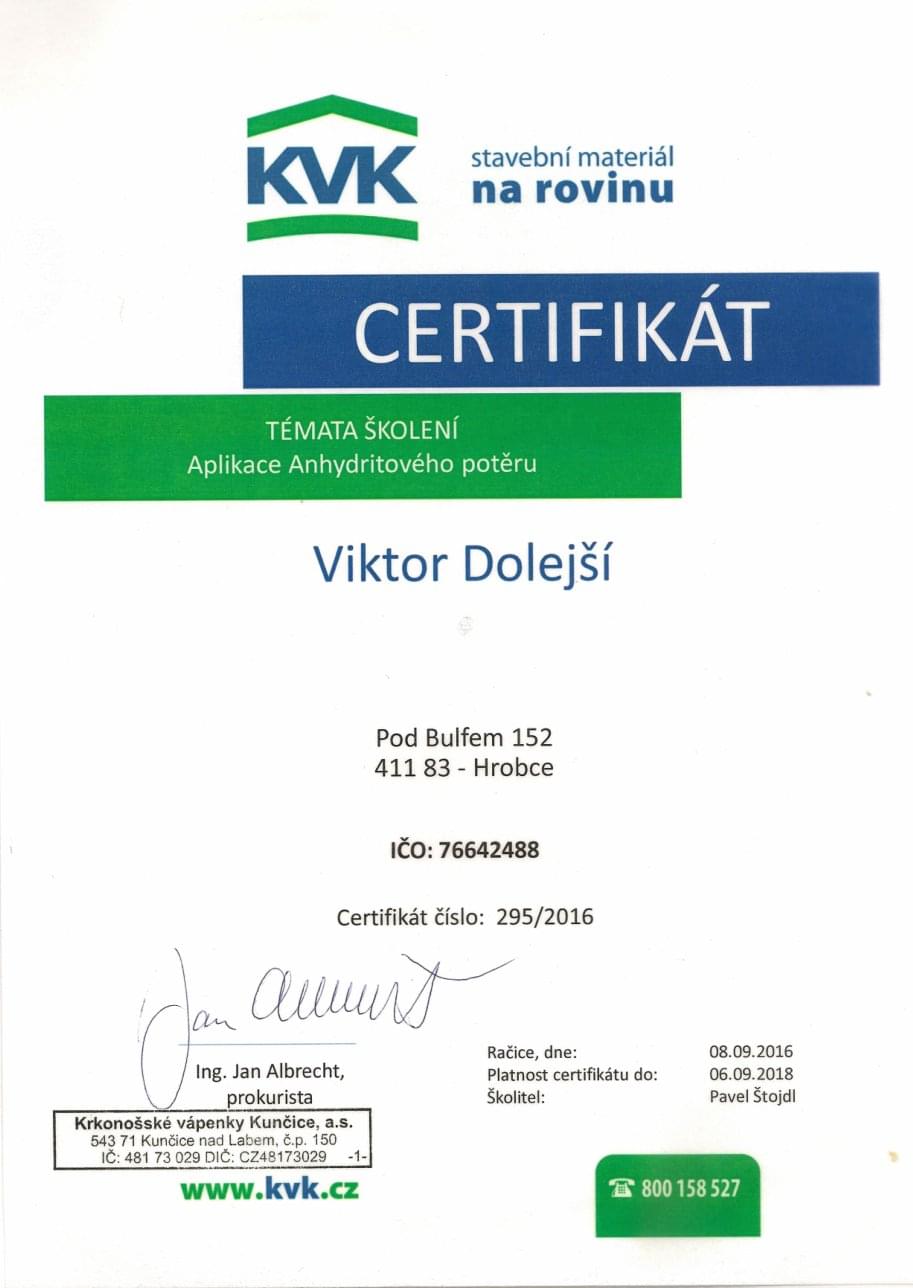 KVK
stavební materiál
na rovinu
CERTIFIKÁT
TÉMATA ŠKOLENÍ
Aplikace Anhydritového potěru
Viktor Dolejší
Pod Bulfem 152
411 83 - Hrobce
IČO: 76642488
Certifikát číslo: 295/2016
Jan Albrecht
Ing. Jan Albrecht,
prokurista
Krkonošské vápenky Kunčice, a.s.
543 71 Kunčice nad Labem, č.p. 150
IČ: 481 73 029 DIČ: CZ48173029 -1-
www.kvk.cz
Račice, dne: 08.09.2016
Platnost certifikátu do: 06.09.2018
Školitel: Pavel Štojdl
800 158 527